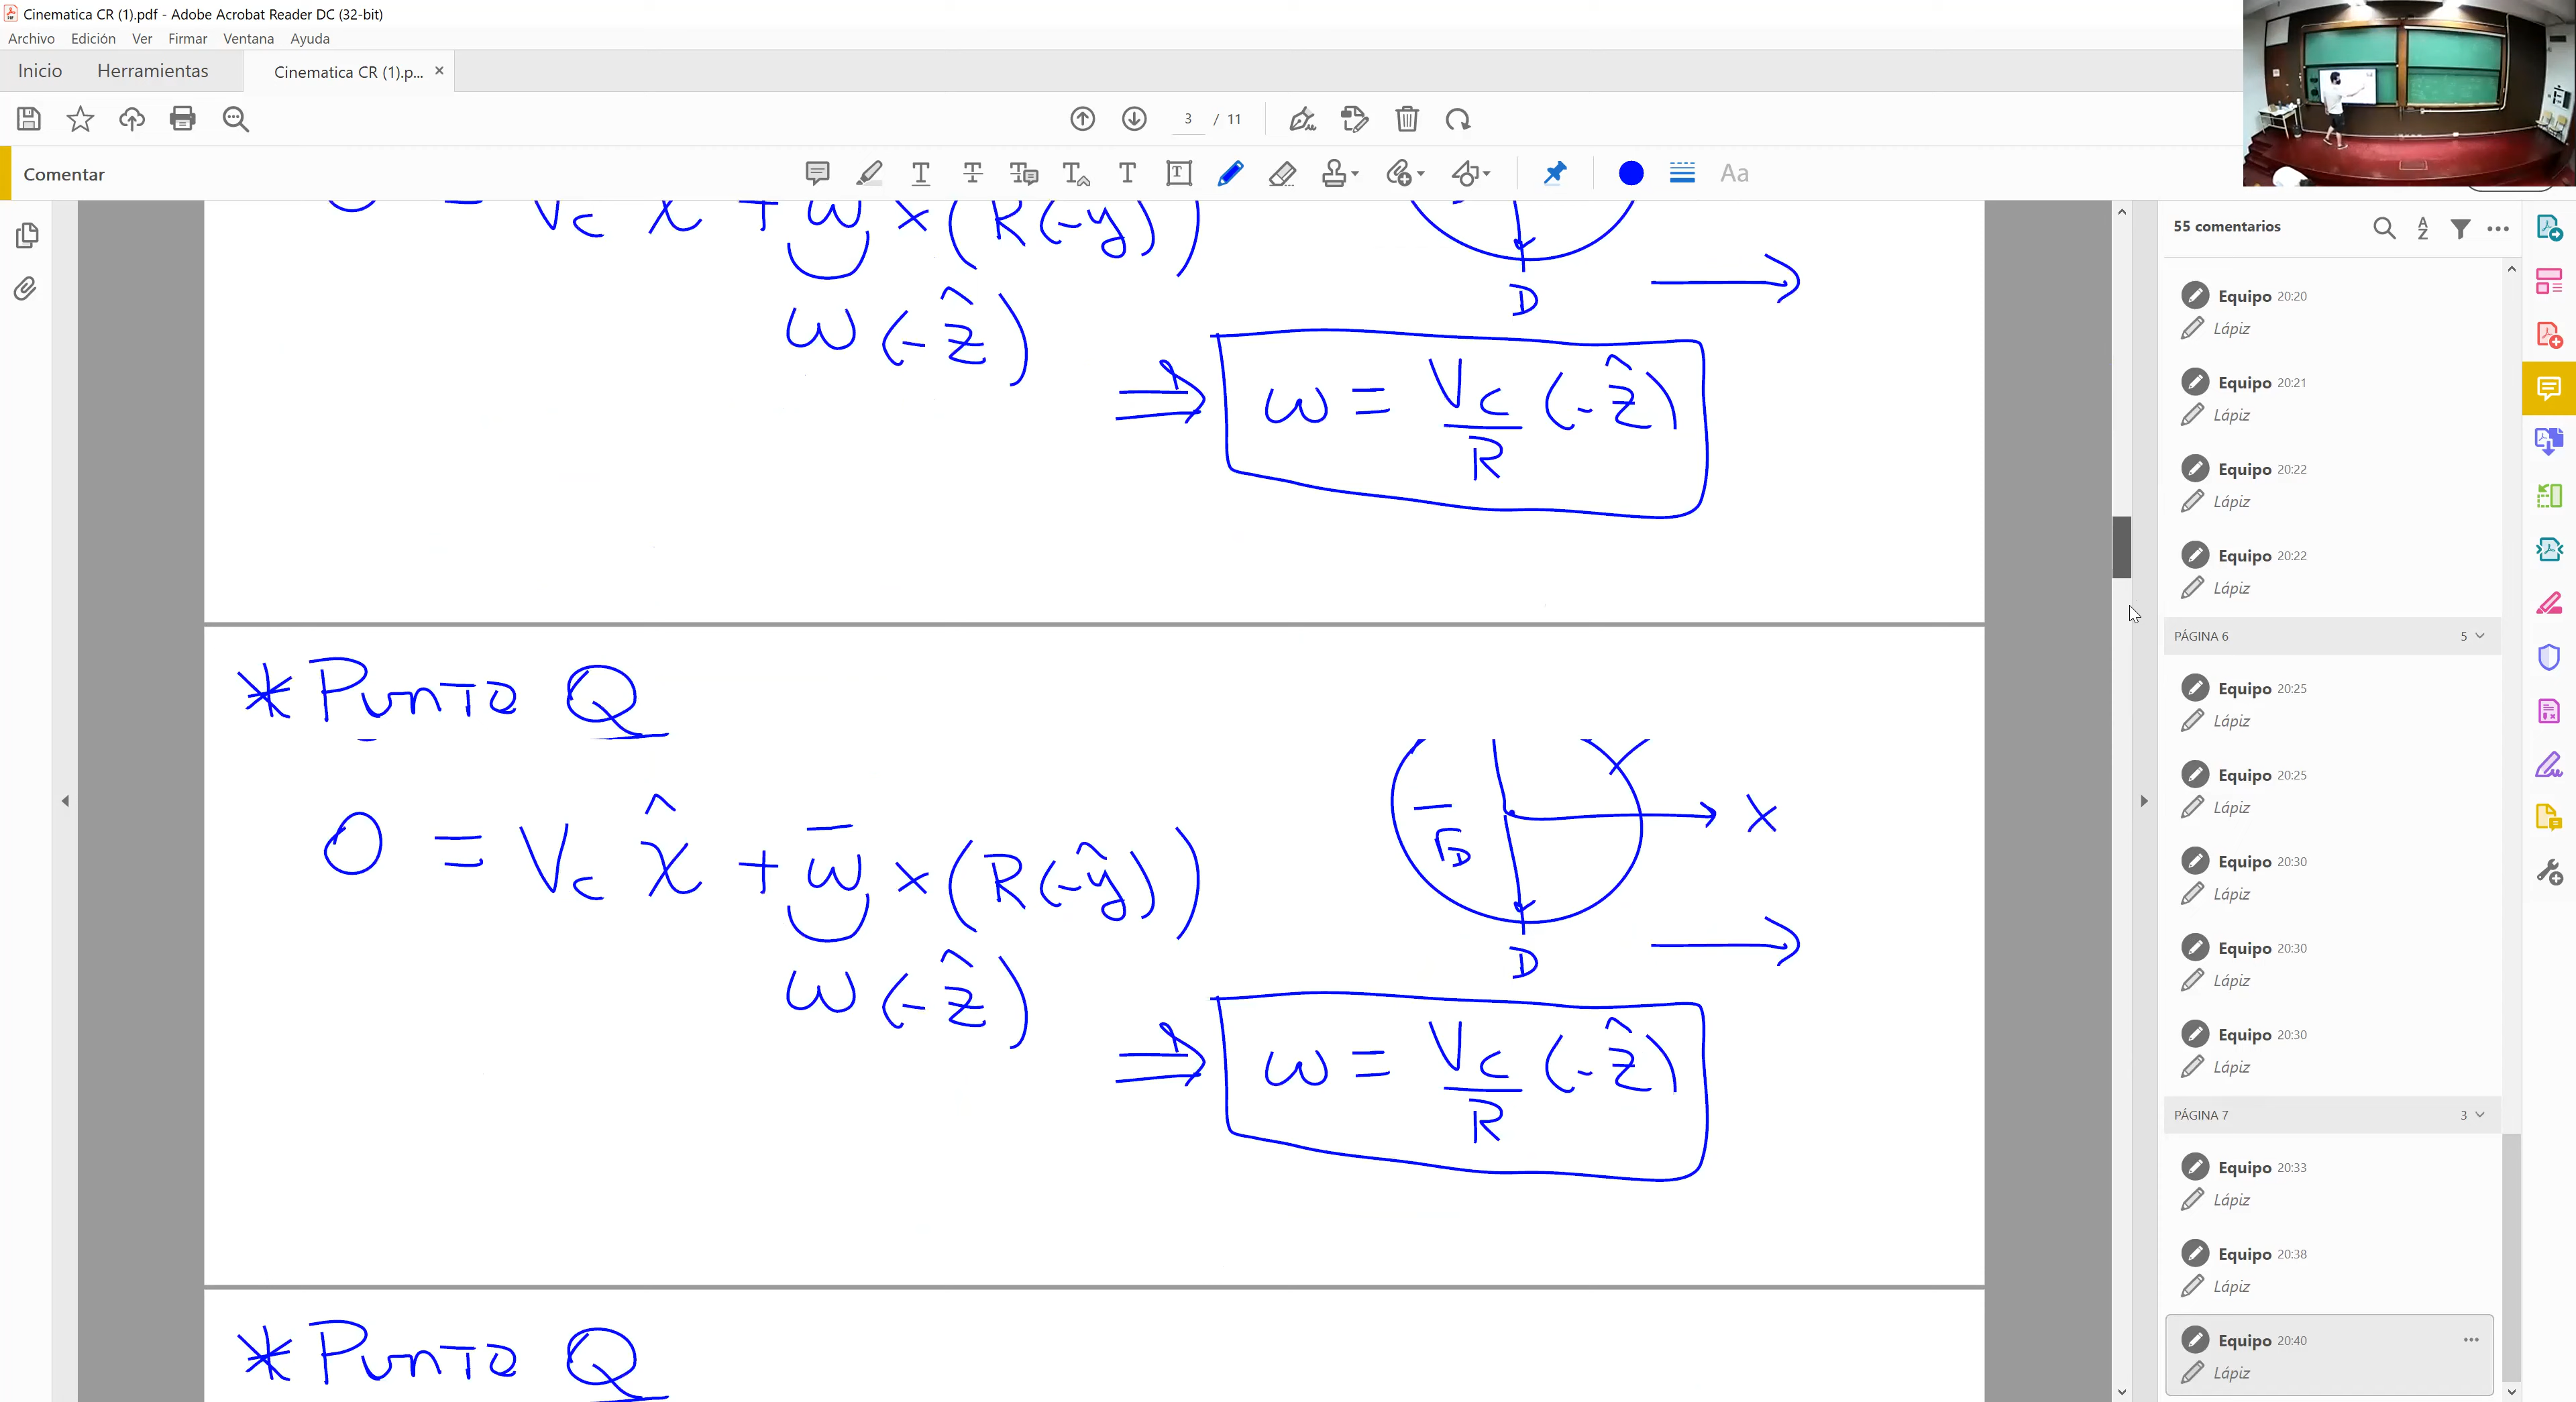 Cinematica CR (1).pdf - Adobe Acrobat Reader DC (32-bit)
Archivo Edición Ver Firmar Ventana Ayuda
Inicio Herramientas Cinematica CR (1).p... ×
3 / 11
Comentar
Aa
= Vc x + ω × (R(-y))
ω (-ẑ)
D
⇒ ω = Vc/R (-ẑ)
* Punto Q
0 = Vc x̂ + ω̄ × (R(-ŷ))
ω (-ẑ)
r̄D
X
D
⇒ ω = Vc/R (-ẑ)
* Punto Q
55 comentarios
Equipo 20:20
Lápiz
Equipo 20:21
Lápiz
Equipo 20:22
Lápiz
Equipo 20:22
Lápiz
PÁGINA 6 5
Equipo 20:25
Lápiz
Equipo 20:25
Lápiz
Equipo 20:30
Lápiz
Equipo 20:30
Lápiz
Equipo 20:30
Lápiz
PÁGINA 7 3
Equipo 20:33
Lápiz
Equipo 20:38
Lápiz
Equipo 20:40
Lápiz